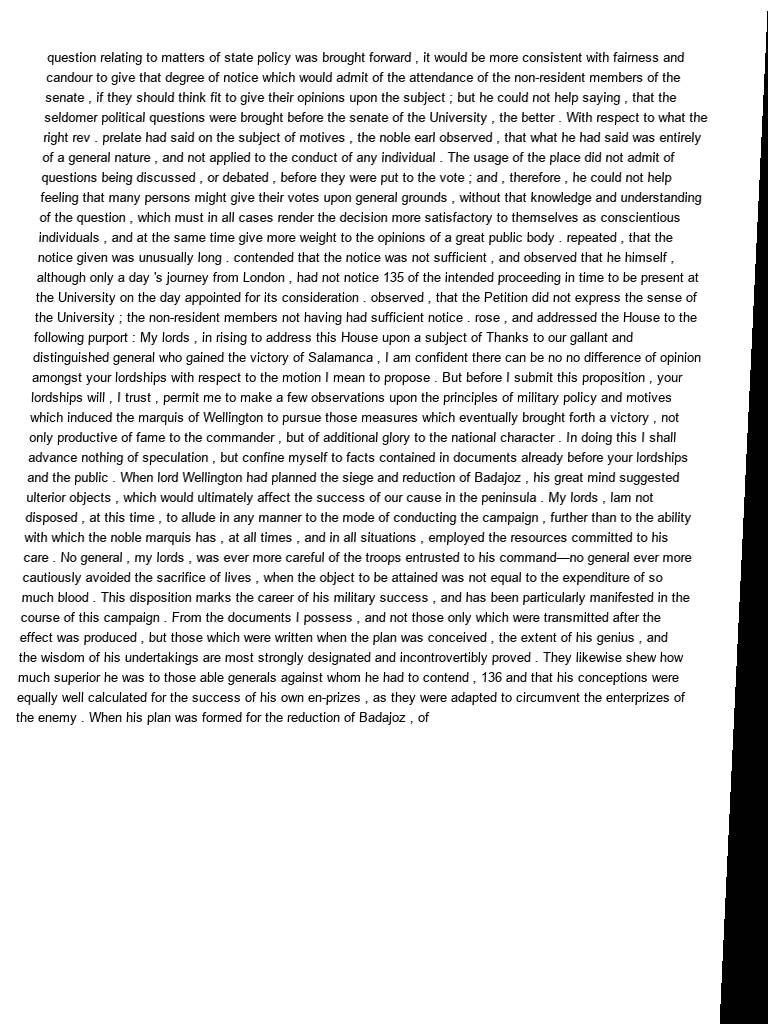 question relating to matters of state policy was brought forward , it would be more consistent with fairness and
candour to give that degree of notice which would admit of the attendance of the non-resident members of the
senate , if they should think fit to give their opinions upon the subject ; but he could not help saying , that the
seldomer political questions were brought before the senate of the University , the better . With respect to what the
right rev . prelate had said on the subject of motives , the noble earl observed , that what he had said was entirely
of a general nature , and not applied to the conduct of any individual . The usage of the place did not admit of
questions being discussed , or debated , before they were put to the vote ; and , therefore , he could not help
feeling that many persons might give their votes upon general grounds , without that knowledge and understanding
of the question , which must in all cases render the decision more satisfactory to themselves as conscientious
individuals , and at the same time give more weight to the opinions of a great public body . repeated , that the
notice given was unusually long . contended that the notice was not sufficient , and observed that he himself ,
although only a day 's journey from London , had not notice 135 of the intended proceeding in time to be present at
the University on the day appointed for its consideration . observed , that the Petition did not express the sense of
the University ; the non-resident members not having had sufficient notice . rose , and addressed the House to the
following purport : My lords , in rising to address this House upon a subject of Thanks to our gallant and
distinguished general who gained the victory of Salamanca , I am confident there can be no no difference of opinion
amongst your lordships with respect to the motion I mean to propose . But before I submit this proposition , your
lordships will , I trust , permit me to make a few observations upon the principles of military policy and motives
which induced the marquis of Wellington to pursue those measures which eventually brought forth a victory , not
only productive of fame to the commander , but of additional glory to the national character . In doing this I shall
advance nothing of speculation , but confine myself to facts contained in documents already before your lordships
and the public . When lord Wellington had planned the siege and reduction of Badajoz , his great mind suggested
ulterior objects , which would ultimately affect the success of our cause in the peninsula . My lords , Iam not
disposed , at this time , to allude in any manner to the mode of conducting the campaign , further than to the ability
with which the noble marquis has , at all times , and in all situations , employed the resources committed to his
care . No general , my lords , was ever more careful of the troops entrusted to his command—no general ever more
cautiously avoided the sacrifice of lives , when the object to be attained was not equal to the expenditure of so
much blood . This disposition marks the career of his military success , and has been particularly manifested in the
course of this campaign . From the documents I possess , and not those only which were transmitted after the
effect was produced , but those which were written when the plan was conceived , the extent of his genius , and
the wisdom of his undertakings are most strongly designated and incontrovertibly proved . They likewise shew how
much superior he was to those able generals against whom he had to contend , 136 and that his conceptions were
equally well calculated for the success of his own en-prizes , as they were adapted to circumvent the enterprizes of
the enemy . When his plan was formed for the reduction of Badajoz , of